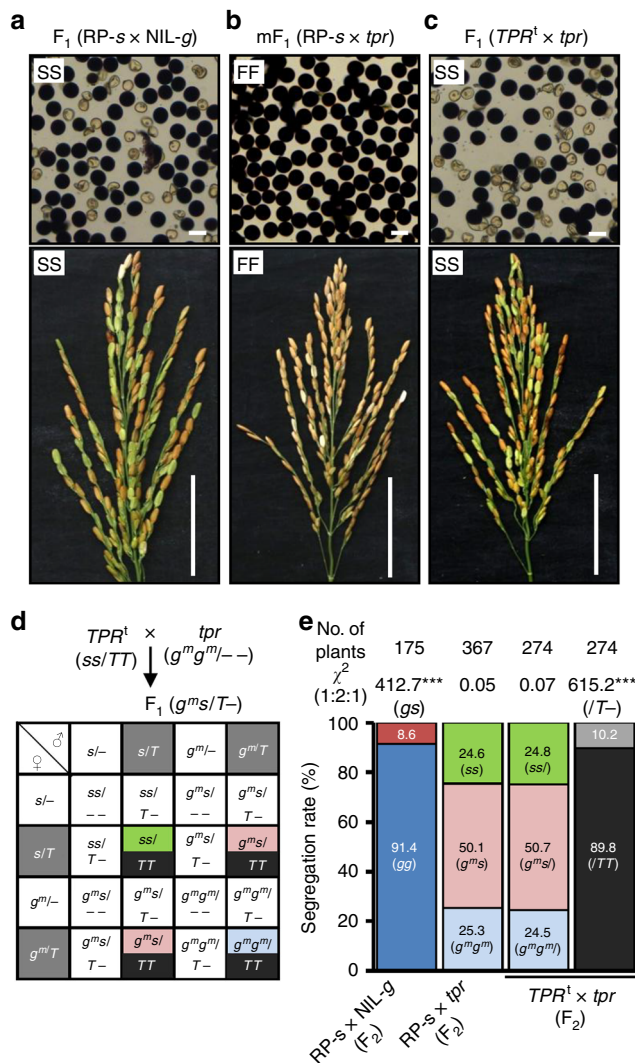 a b c
F₁ (RP-s × NIL-g) mF₁ (RP-s × tpr) F₁ (TPRᵗ × tpr)
SS FF SS
SS FF SS
d
TPRᵗ × tpr
(ss/TT) (gᵐgᵐ/– –)
F₁ (gᵐs/T–)
♀ ♂ s/– s/T gᵐ/– gᵐ/T
s/– ss/ – – ss/ T– gᵐs/ – – gᵐs/ T–
s/T ss/ T– ss/ TT gᵐs/ T– gᵐs/ TT
gᵐ/– gᵐs/ – – gᵐs/ T– gᵐgᵐ/ – – gᵐgᵐ/ T–
gᵐ/T gᵐs/ T– gᵐs/ TT gᵐgᵐ/ T– gᵐgᵐ/ TT
e
No. of plants 175 367 274 274
χ² (1:2:1) 412.7*** 0.05 0.07 615.2***
(gs) (/T–)
Segregation rate (%)
100
80
60
40
20
0
8.6
91.4
(gg)
24.6
(ss)
50.1
(gᵐs)
25.3
(gᵐgᵐ)
24.8
(ss/)
50.7
(gᵐs/)
24.5
(gᵐgᵐ/)
10.2
89.8
(/TT)
RP-s × NIL-g
(F₂)
RP-s × tpr
(F₂)
TPRᵗ × tpr
(F₂)